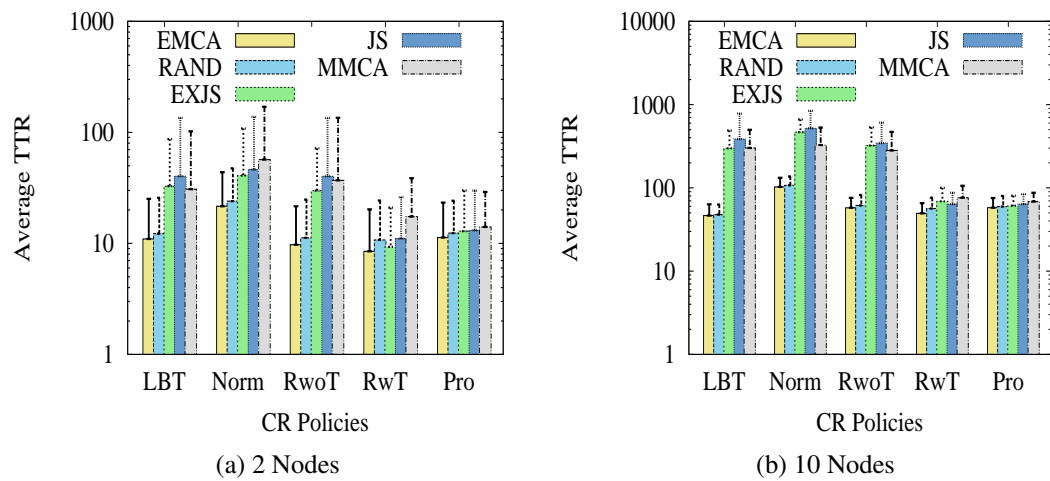 1000
100
10
1
Average TTR
EMCA
RAND
EXJS
JS
MMCA
LBT Norm RwoT RwT Pro
CR Policies
(a) 2 Nodes
10000
1000
100
10
1
Average TTR
EMCA
RAND
EXJS
JS
MMCA
LBT Norm RwoT RwT Pro
CR Policies
(b) 10 Nodes